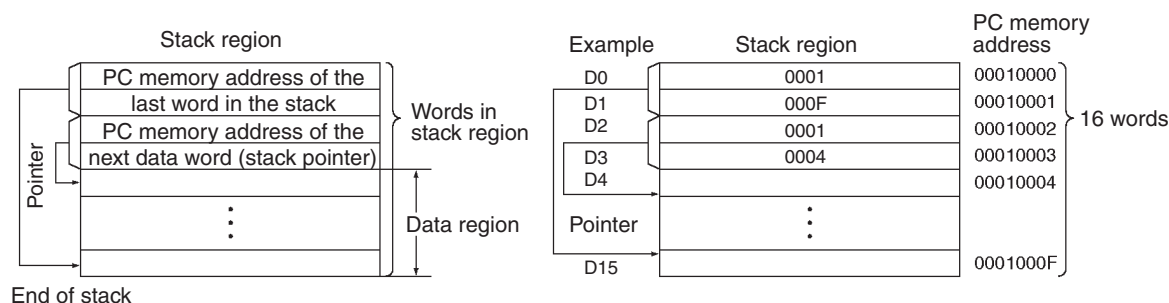 Stack region
PC memory address of the
last word in the stack
PC memory address of the
next data word (stack pointer)
Pointer
Words in
stack region
Data region
End of stack
Example
Stack region
PC memory
address
D0
0001
00010000
D1
000F
00010001
D2
0001
00010002
D3
0004
00010003
D4
00010004
16 words
Pointer
D15
0001000F